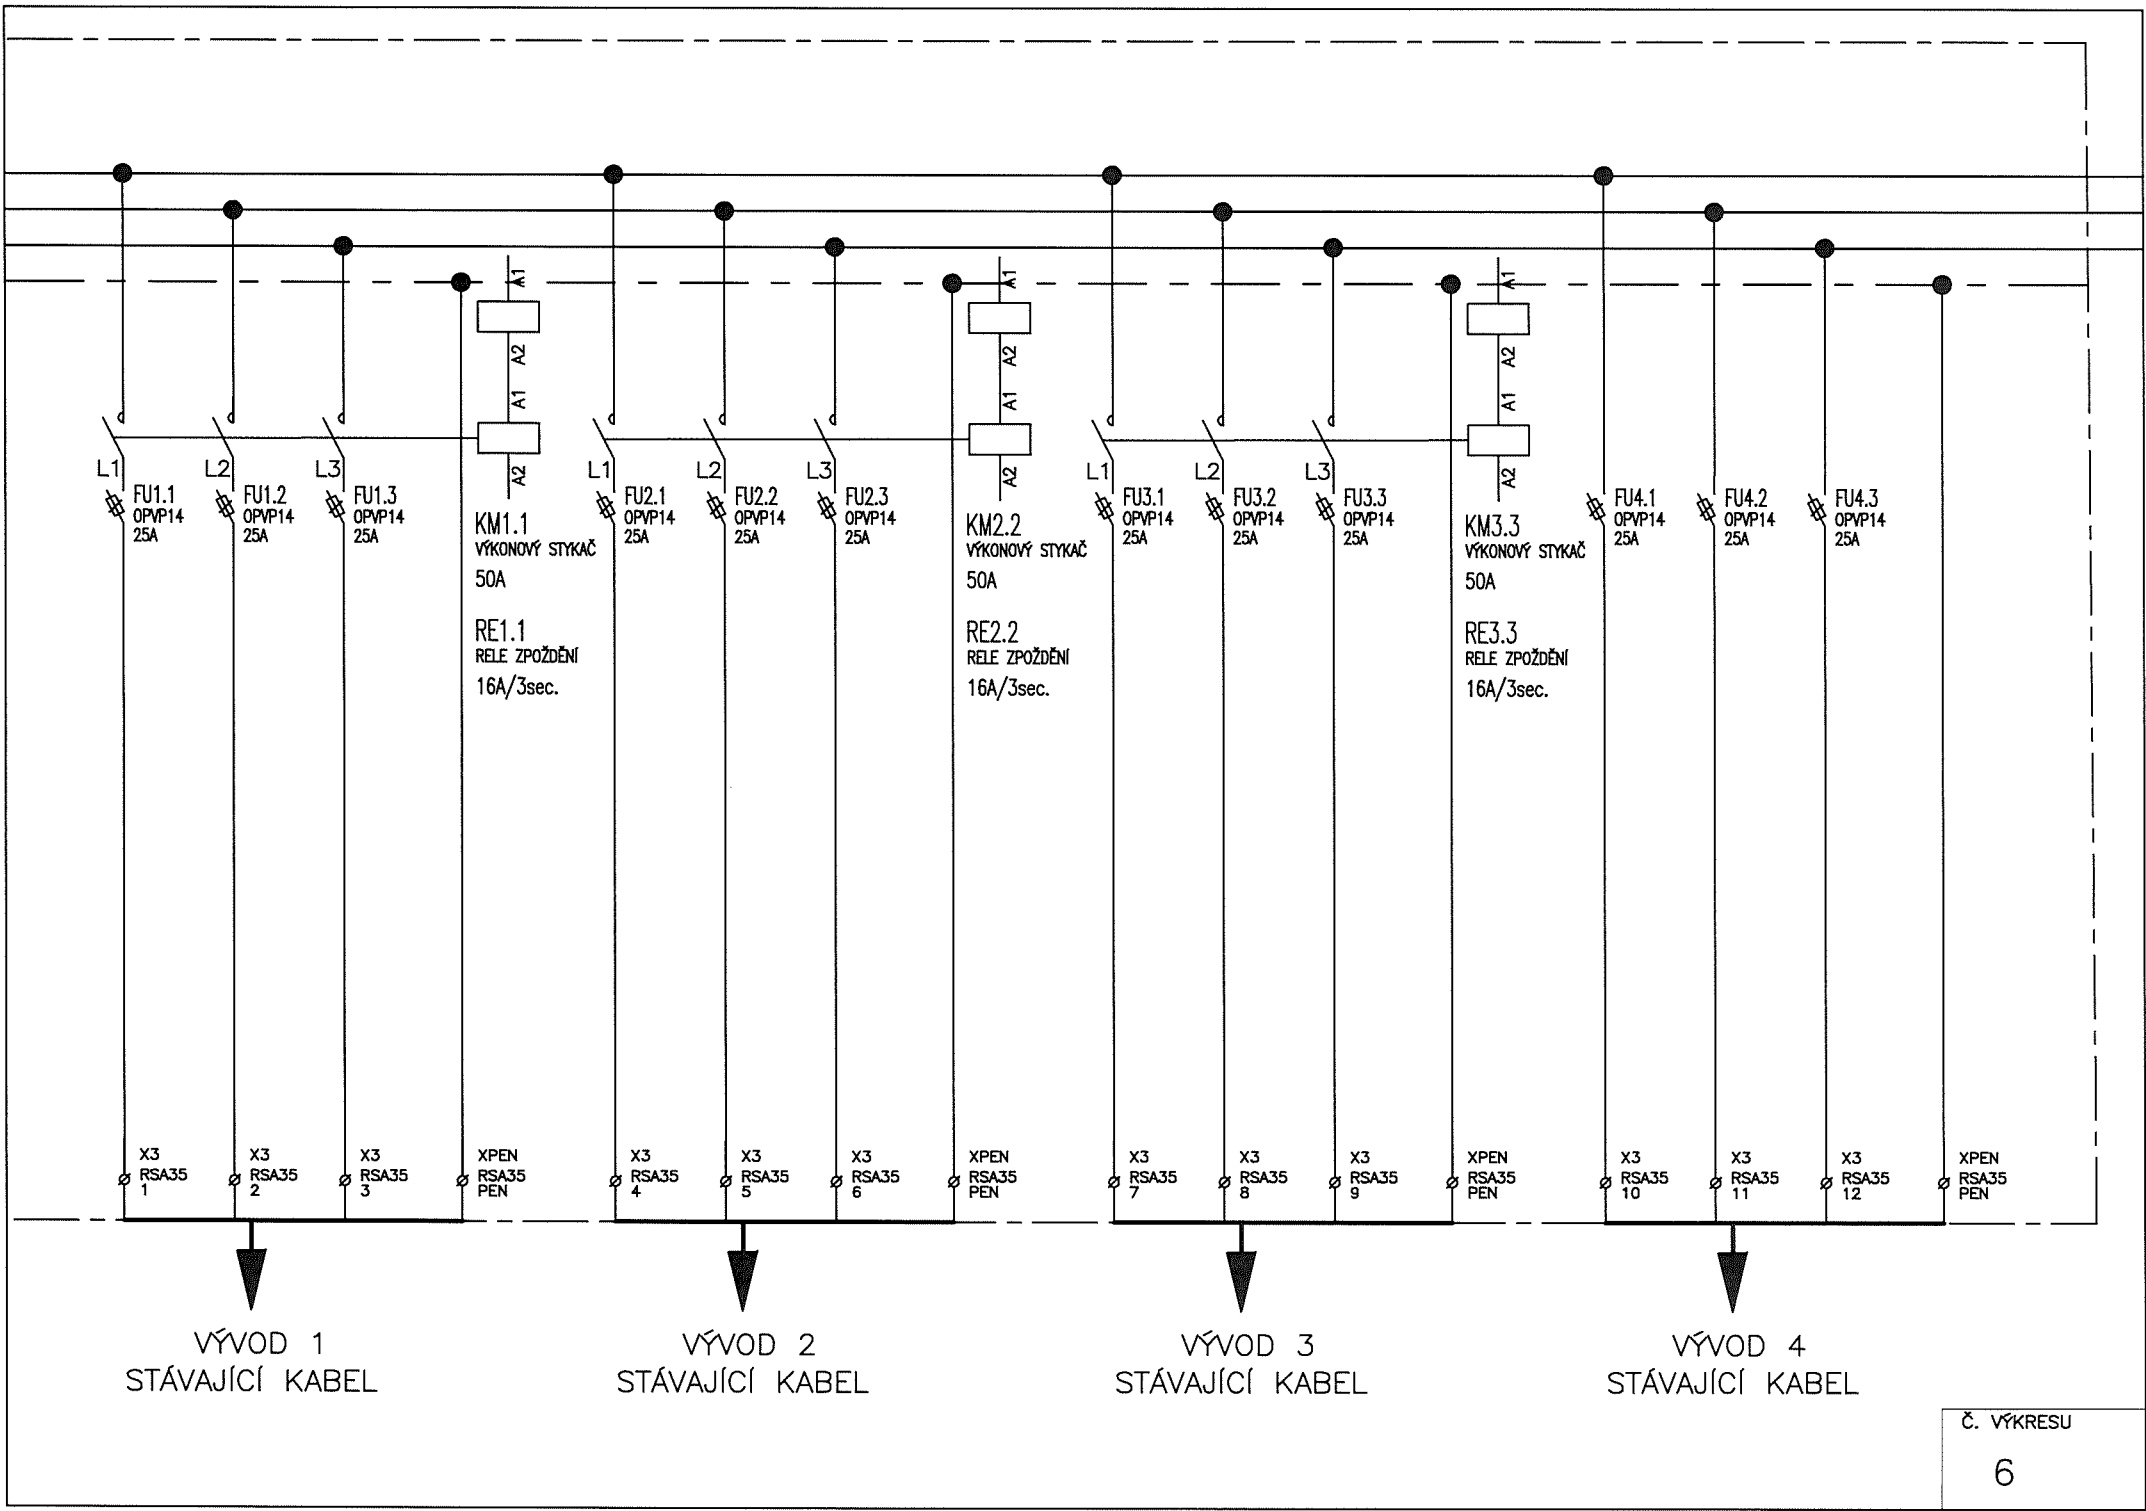 A1
A2
A1
A2
L1
L2
L3
FU1.1
OPVP14
25A
FU1.2
OPVP14
25A
FU1.3
OPVP14
25A
KM1.1
VÝKONOVÝ STYKAČ
50A
RE1.1
RELE ZPOŽDĚNÍ
16A/3sec.
X3
RSA35
1
X3
RSA35
2
X3
RSA35
3
XPEN
RSA35
PEN
VÝVOD 1
STÁVAJÍCÍ KABEL
A1
A2
A1
A2
L1
L2
L3
FU2.1
OPVP14
25A
FU2.2
OPVP14
25A
FU2.3
OPVP14
25A
KM2.2
VÝKONOVÝ STYKAČ
50A
RE2.2
RELE ZPOŽDĚNÍ
16A/3sec.
X3
RSA35
4
X3
RSA35
5
X3
RSA35
6
XPEN
RSA35
PEN
VÝVOD 2
STÁVAJÍCÍ KABEL
A1
A2
A1
A2
L1
L2
L3
FU3.1
OPVP14
25A
FU3.2
OPVP14
25A
FU3.3
OPVP14
25A
KM3.3
VÝKONOVÝ STYKAČ
50A
RE3.3
RELE ZPOŽDĚNÍ
16A/3sec.
X3
RSA35
7
X3
RSA35
8
X3
RSA35
9
XPEN
RSA35
PEN
VÝVOD 3
STÁVAJÍCÍ KABEL
FU4.1
OPVP14
25A
FU4.2
OPVP14
25A
FU4.3
OPVP14
25A
X3
RSA35
10
X3
RSA35
11
X3
RSA35
12
XPEN
RSA35
PEN
VÝVOD 4
STÁVAJÍCÍ KABEL
Č. VÝKRESU
6